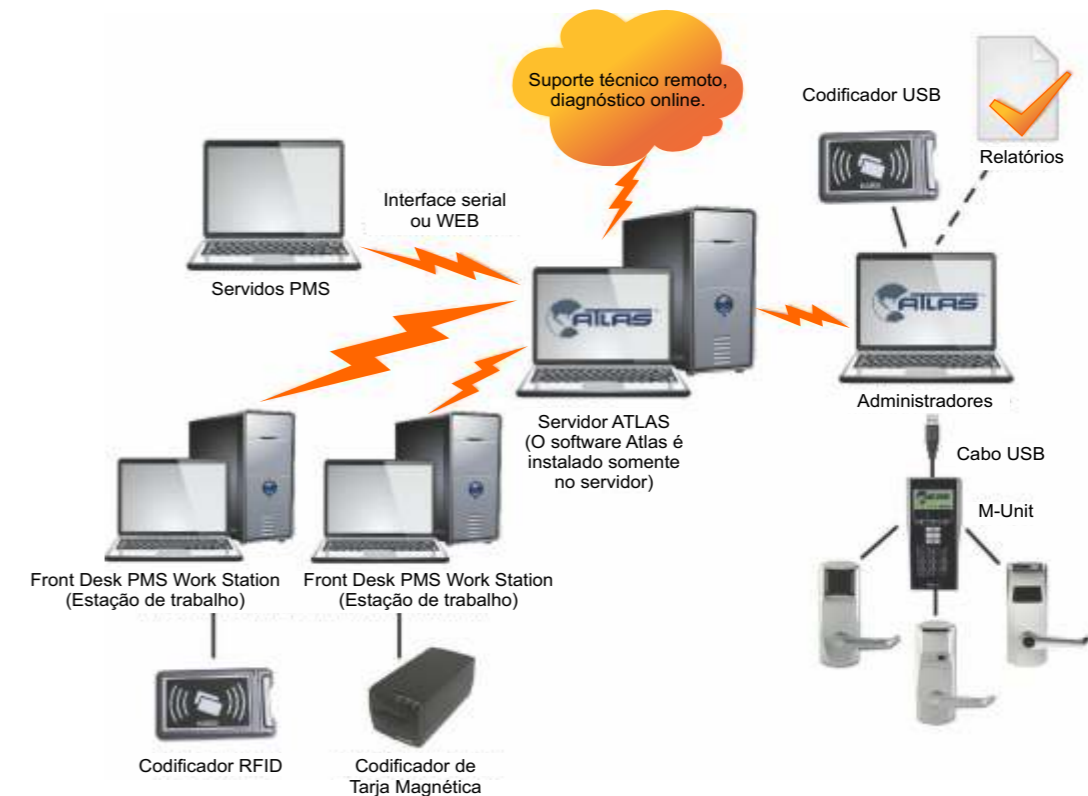 Suporte técnico remoto,
diagnóstico online.
Codificador USB
Relatórios
Interface serial
ou WEB
Servidos PMS
ATLAS
ATLAS
Administradores
Servidor ATLAS
(O software Atlas é
instalado somente
no servidor)
Cabo USB
M-Unit
Front Desk PMS Work Station
(Estação de trabalho)
Front Desk PMS Work Station
(Estação de trabalho)
Codificador RFID
Codificador de
Tarja Magnética